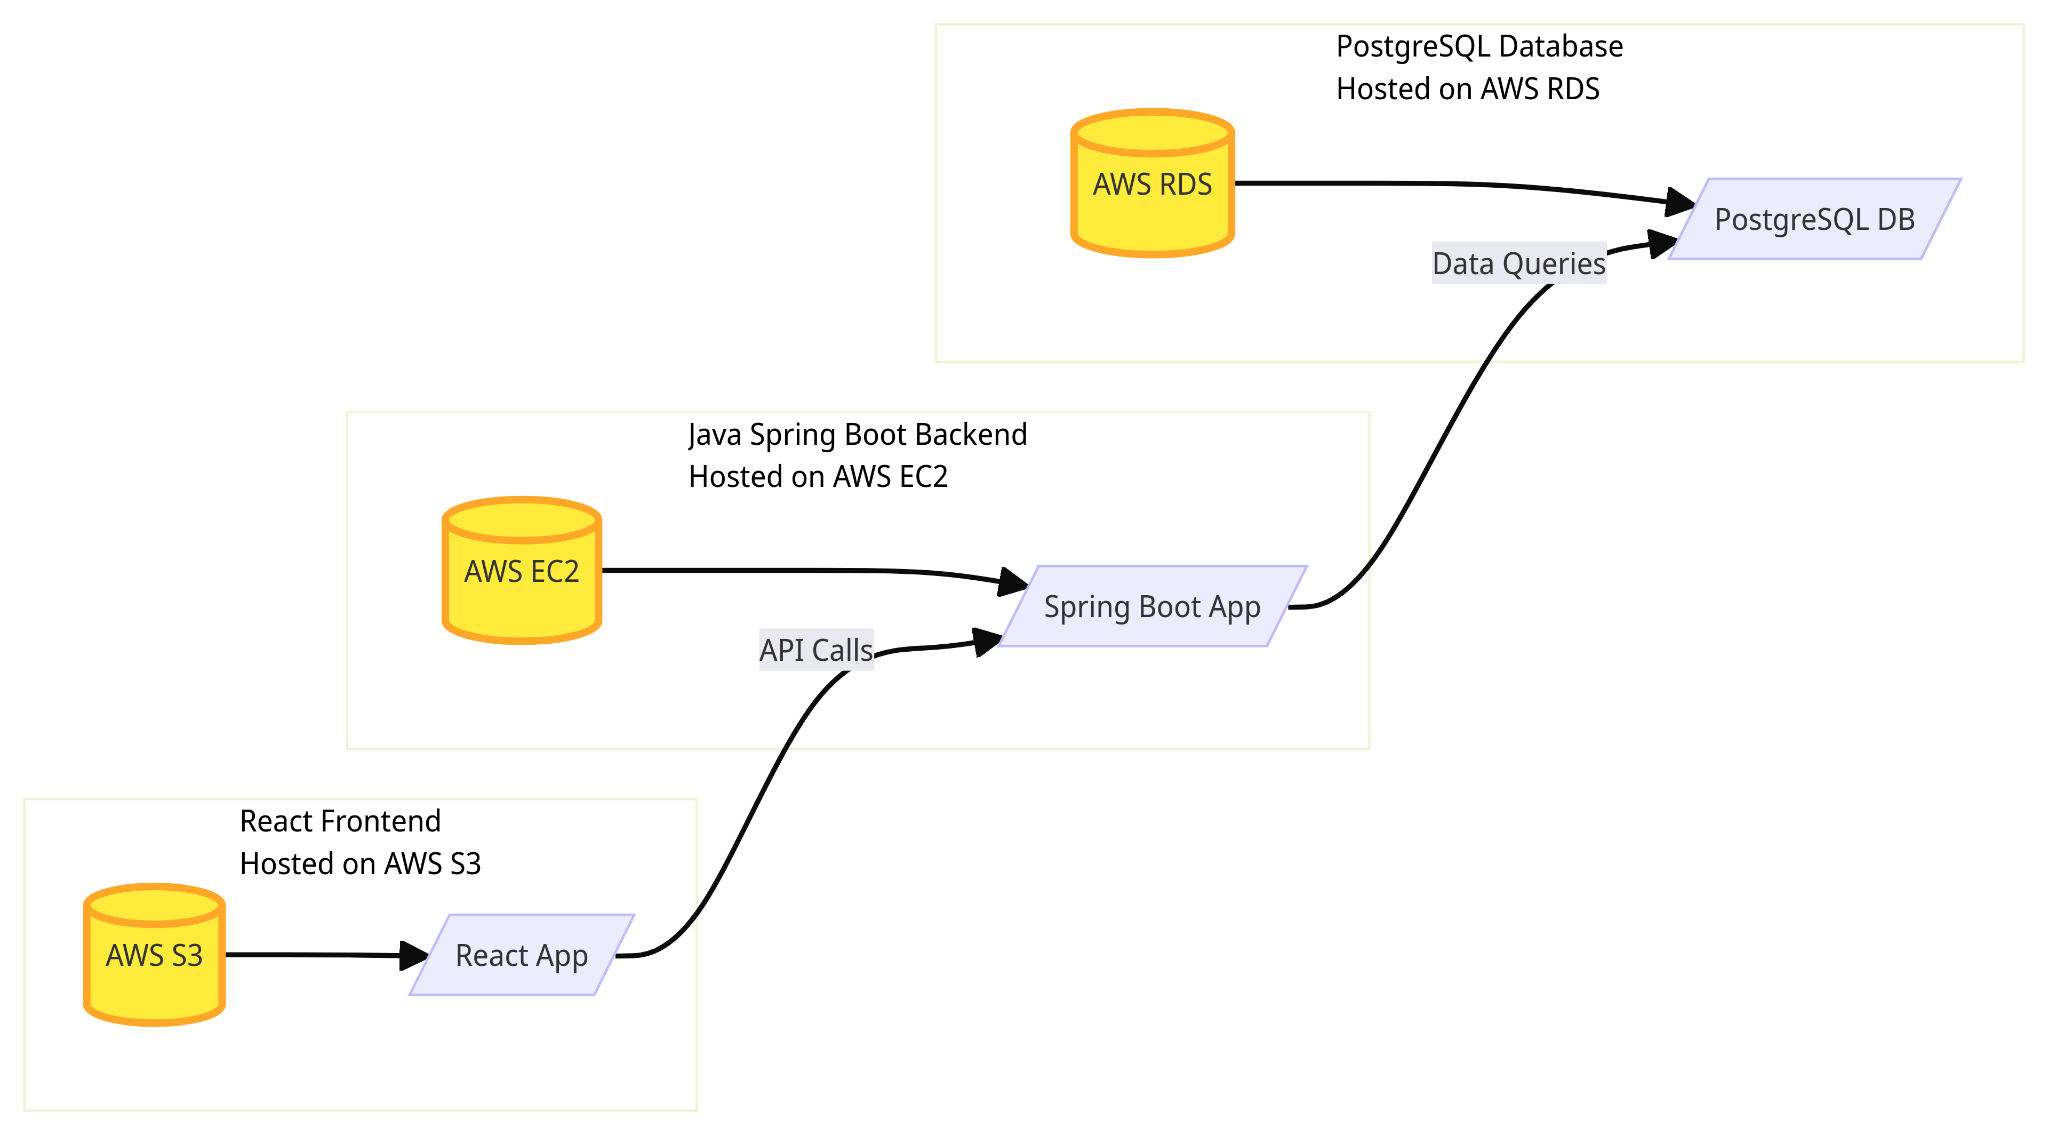 PostgreSQL Database
Hosted on AWS RDS
AWS RDS
PostgreSQL DB
Data Queries
Java Spring Boot Backend
Hosted on AWS EC2
AWS EC2
Spring Boot App
API Calls
React Frontend
Hosted on AWS S3
AWS S3
React App